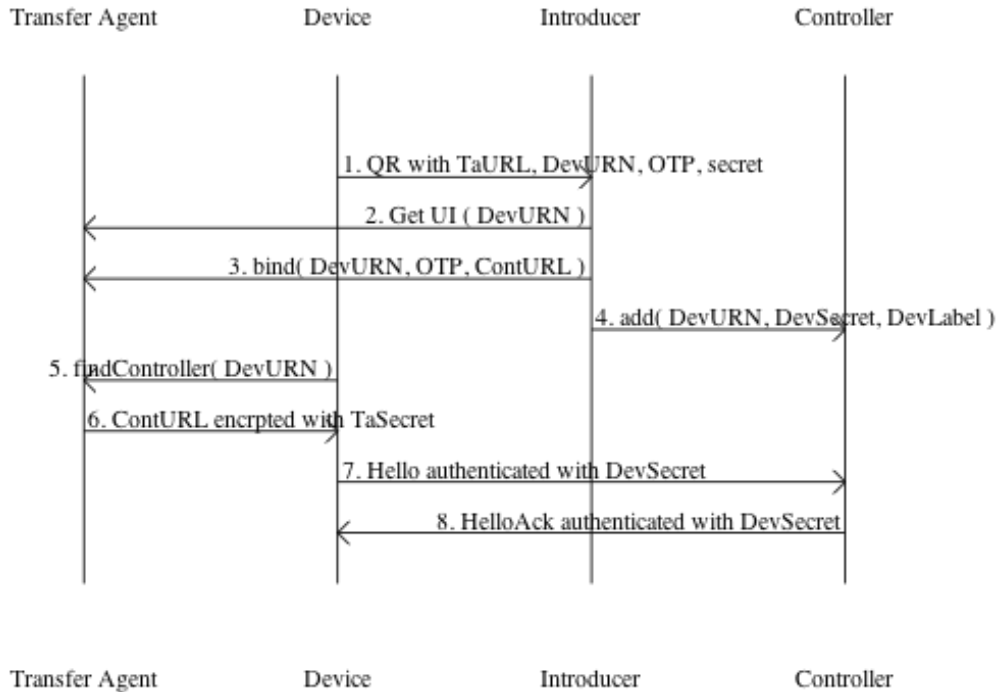 Transfer Agent Device Introducer Controller
1. QR with TaURL, DevURN, OTP, secret
2. Get UI ( DevURN )
3. bind( DevURN, OTP, ContURL )
4. add( DevURN, DevSecret, DevLabel )
5. findController( DevURN )
6. ContURL encrpted with TaSecret
7. Hello authenticated with DevSecret
8. HelloAck authenticated with DevSecret
Transfer Agent Device Introducer Controller